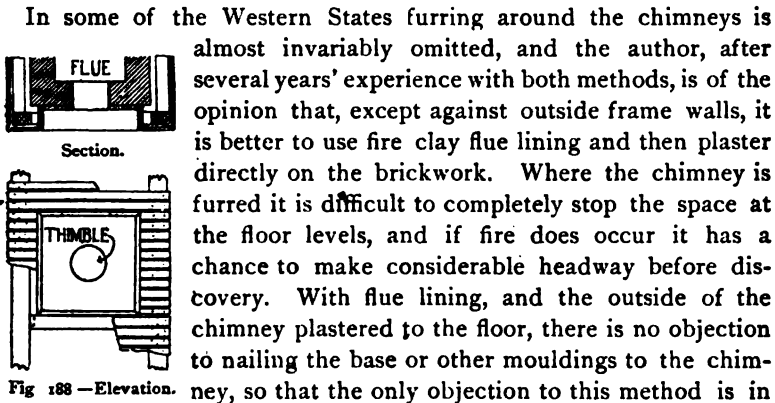 In some of the Western States furring around the chimneys is
almost invariably omitted, and the author, after
several years' experience with both methods, is of the
opinion that, except against outside frame walls, it
is better to use fire clay flue lining and then plaster
directly on the brickwork. Where the chimney is
furred it is difficult to completely stop the space at
the floor levels, and if fire does occur it has a
chance to make considerable headway before dis-
covery. With flue lining, and the outside of the
chimney plastered to the floor, there is no objection
to nailing the base or other mouldings to the chim-
ney, so that the only objection to this method is in
FLUE
Section.
THIMBLE
Fig 188—Elevation.